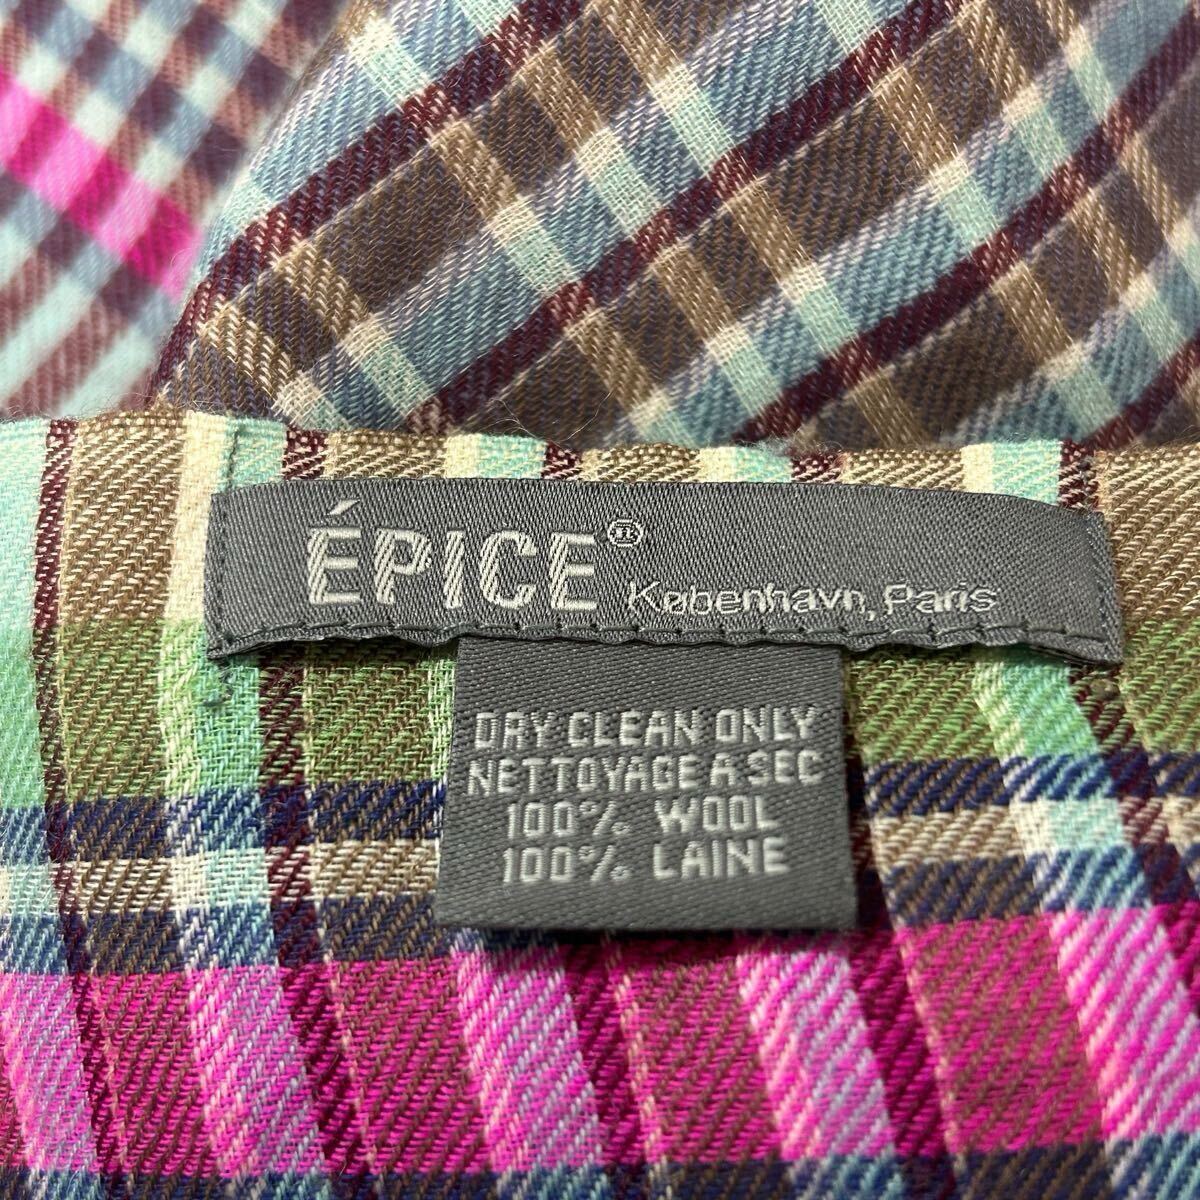 ÉPICE® København, Paris
DRY CLEAN ONLY
NETTOYAGE A SEC
100% WOOL
100% LAINE